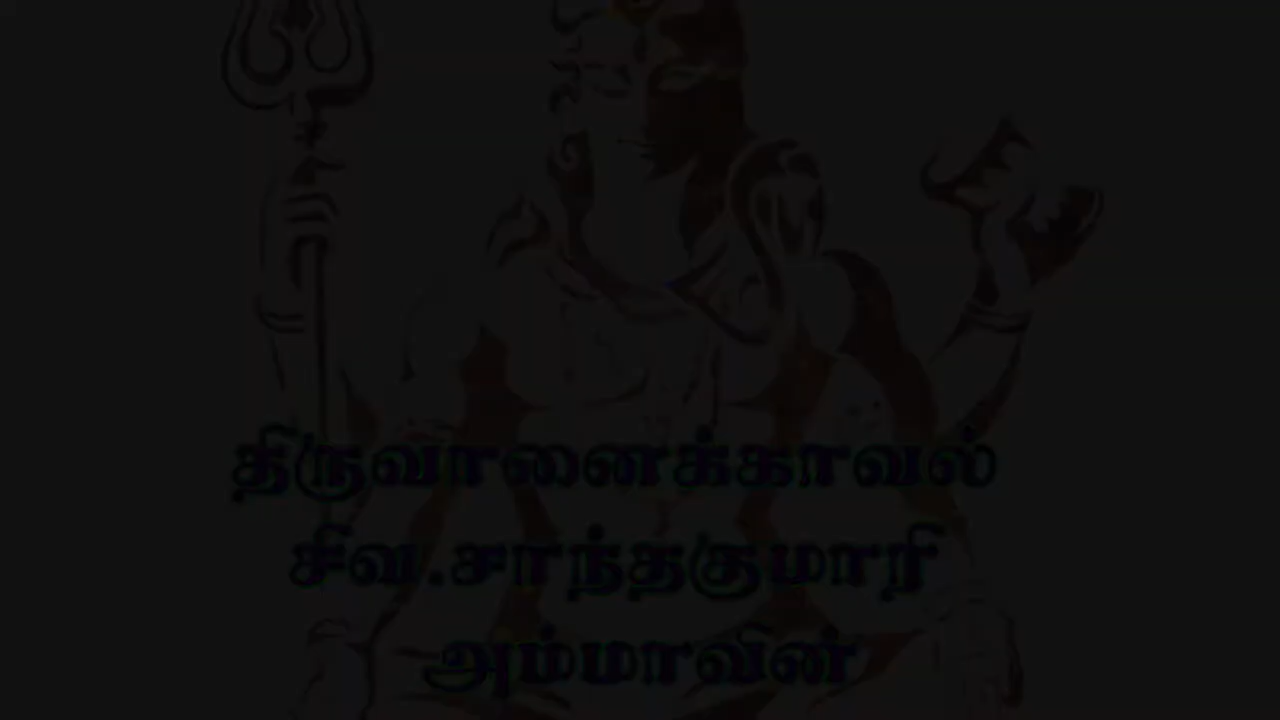 திருவானைக்காவல்
சிவ.சாந்தகுமாரி
அம்மாவின்